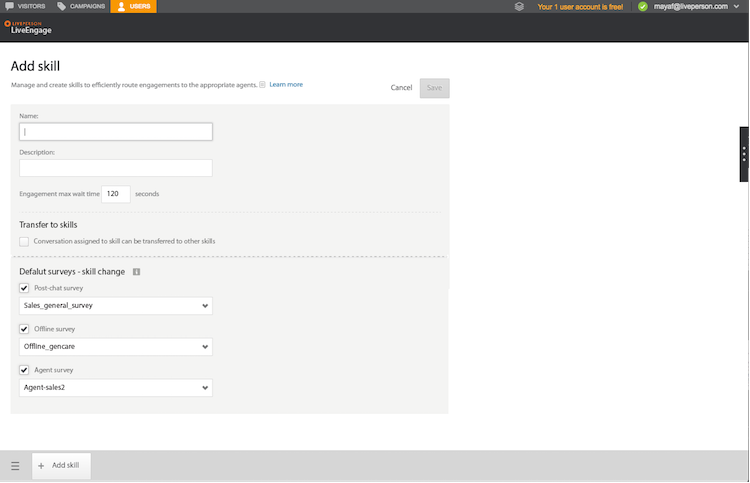 VISITORS CAMPAIGNS USERS Your 1 user account is free! mayaf@liveperson.com
LIVEPERSON
LiveEngage
Add skill
Manage and create skills to efficiently route engagements to the appropriate agents. Learn more
Cancel Save
Name:
Description:
Engagement max wait time 120 seconds
Transfer to skills
Conversation assigned to skill can be transferred to other skills
Defalut surveys - skill change
Post-chat survey
Sales_general_survey
Offline survey
Offline_gencare
Agent survey
Agent-sales2
+ Add skill